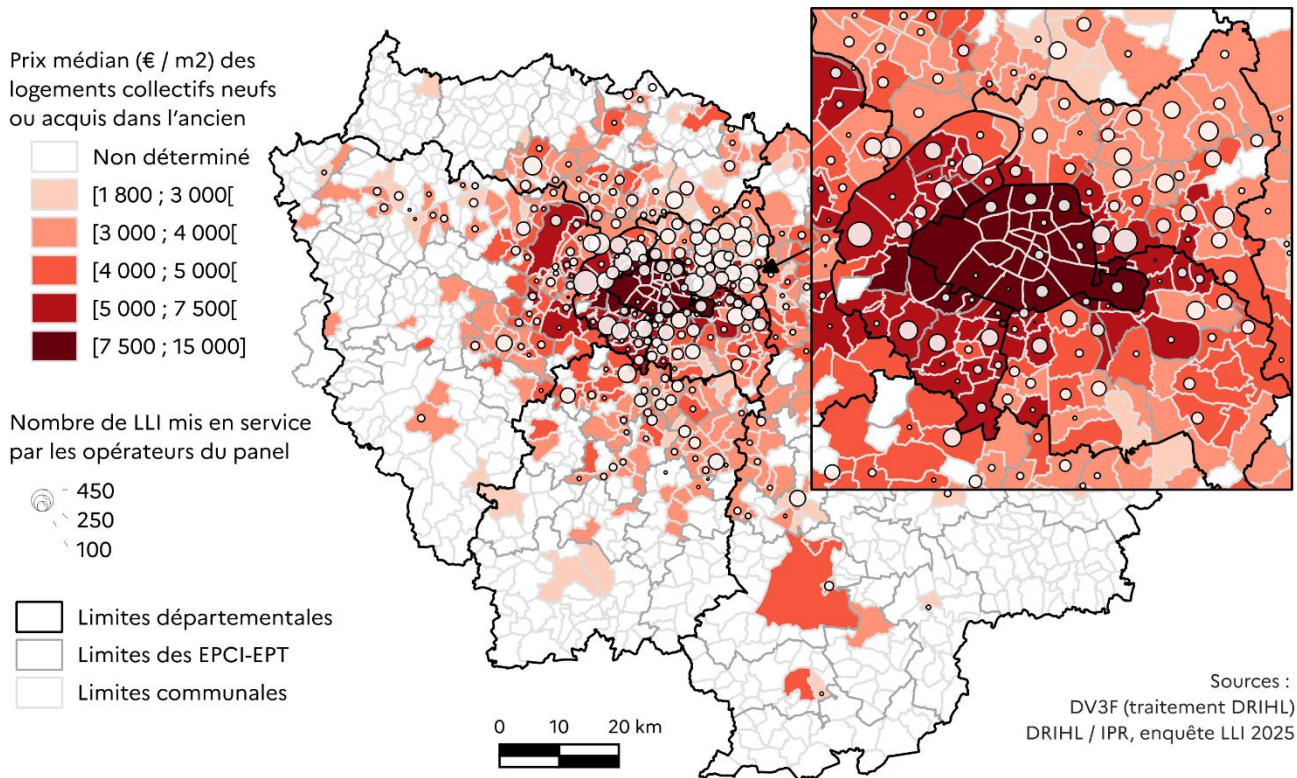 Prix médian (€ / m2) des
logements collectifs neufs
ou acquis dans l'ancien
Non déterminé
[1 800 ; 3 000[
[3 000 ; 4 000[
[4 000 ; 5 000[
[5 000 ; 7 500[
[7 500 ; 15 000]
Nombre de LLI mis en service
par les opérateurs du panel
450
250
100
Limites départementales
Limites des EPCI-EPT
Limites communales
0 10 20 km
Sources :
DV3F (traitement DRIHL)
DRIHL / IPR, enquête LLI 2025